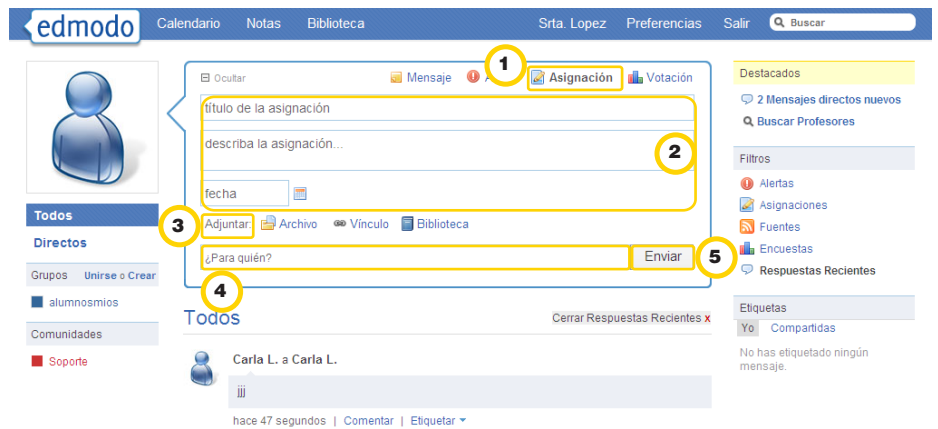 edmodo Calendario Notas Biblioteca Srta. Lopez Preferencias Salir Buscar
1
Ocultar Mensaje A Asignación Votación
título de la asignación
describa la asignación...
2
fecha
3
Adjuntar: Archivo Vínculo Biblioteca
¿Para quién? Enviar
5
4
Todos
Directos
Grupos Unirse o Crear
alumnosmios
Comunidades
Soporte
Todos Cerrar Respuestas Recientes x
Carla L. a Carla L.
jjj
hace 47 segundos | Comentar | Etiquetar
Destacados
2 Mensajes directos nuevos
Buscar Profesores
Filtros
Alertas
Asignaciones
Fuentes
Encuestas
Respuestas Recientes
Etiquetas
Yo Compartidas
No has etiquetado ningún
mensaje.